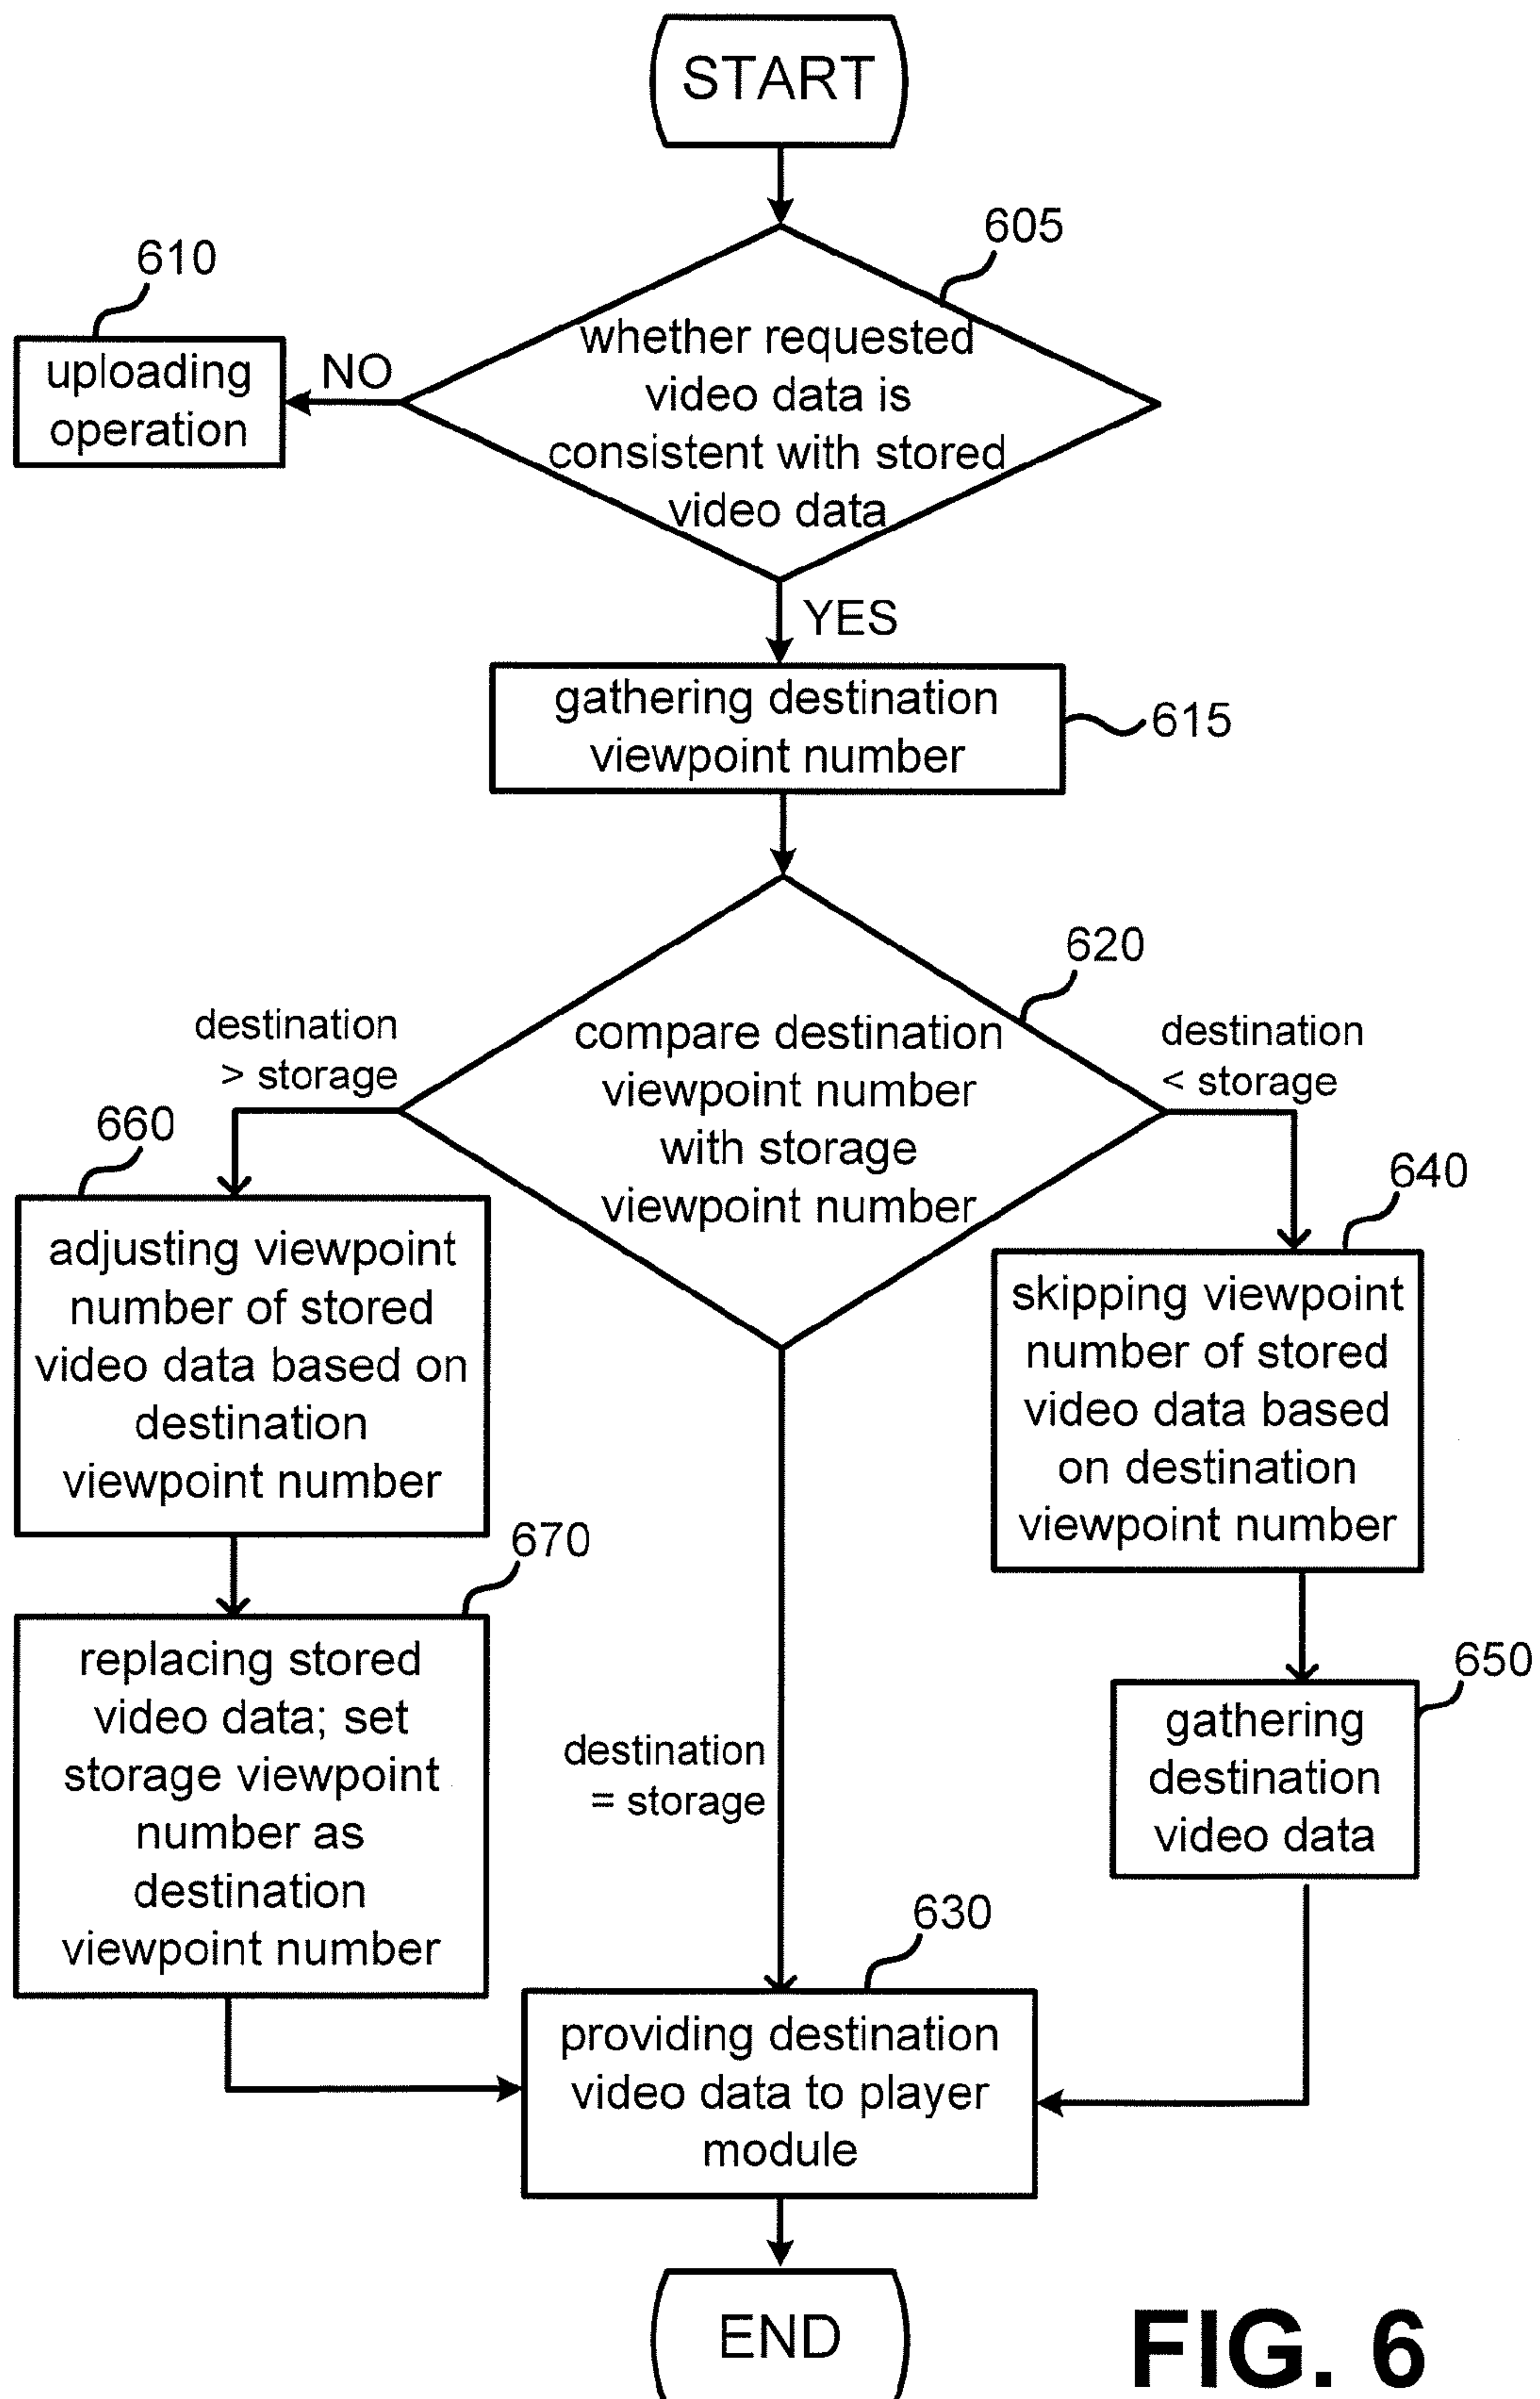 START
605
610
whether requested
video data is
consistent with stored
video data
NO
uploading
operation
YES
gathering destination
viewpoint number
615
620
compare destination
viewpoint number
with storage
viewpoint number
destination
> storage
destination
< storage
660
adjusting viewpoint
number of stored
video data based on
destination
viewpoint number
640
skipping viewpoint
number of stored
video data based
on destination
viewpoint number
670
replacing stored
video data; set
storage viewpoint
number as
destination
viewpoint number
destination
= storage
650
gathering
destination
video data
630
providing destination
video data to player
module
END
FIG. 6